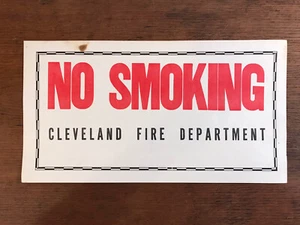 NO SMOKING
CLEVELAND FIRE DEPARTMENT